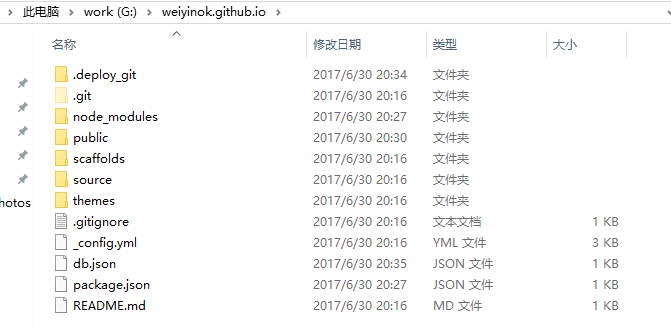 此电脑 > work (G:) > weiyinok.github.io >
名称 修改日期 类型 大小
.deploy_git 2017/6/30 20:34 文件夹
.git 2017/6/30 20:16 文件夹
node_modules 2017/6/30 20:27 文件夹
public 2017/6/30 20:30 文件夹
scaffolds 2017/6/30 20:16 文件夹
source 2017/6/30 20:16 文件夹
hotos themes 2017/6/30 20:16 文件夹
.gitignore 2017/6/30 20:16 文本文档 1 KB
_config.yml 2017/6/30 20:16 YML 文件 3 KB
db.json 2017/6/30 20:35 JSON 文件 1 KB
package.json 2017/6/30 20:27 JSON 文件 1 KB
README.md 2017/6/30 20:16 MD 文件 1 KB